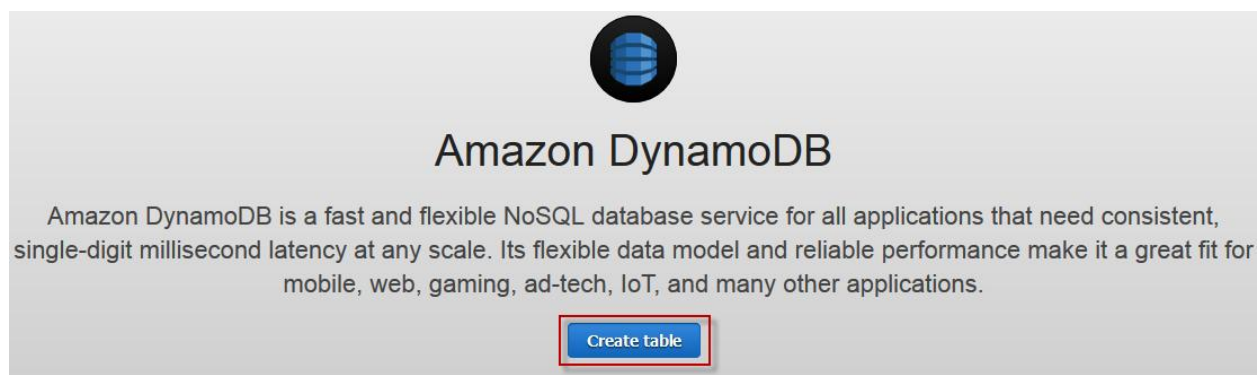 Amazon DynamoDB
Amazon DynamoDB is a fast and flexible NoSQL database service for all applications that need consistent,
single-digit millisecond latency at any scale. Its flexible data model and reliable performance make it a great fit for
mobile, web, gaming, ad-tech, IoT, and many other applications.
Create table